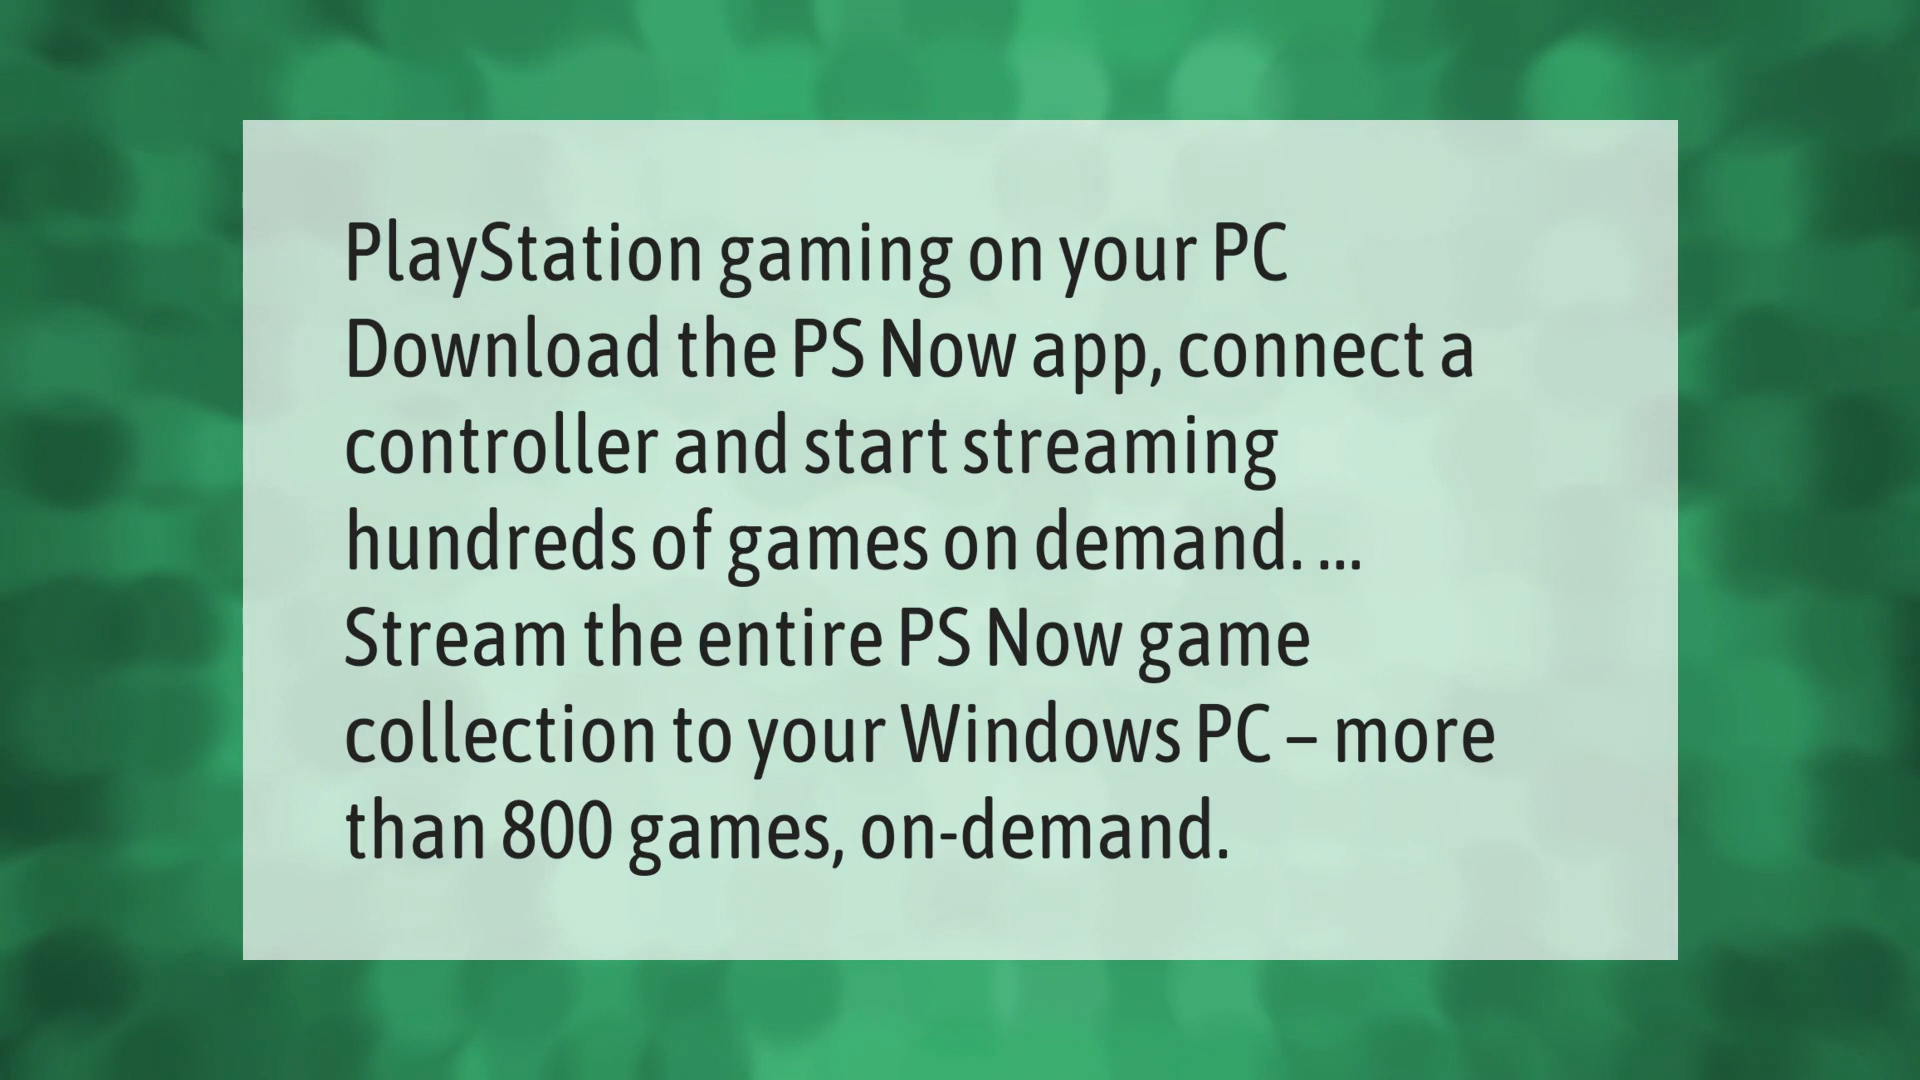 PlayStation gaming on your PC
Download the PS Now app, connect a
controller and start streaming
hundreds of games on demand. ...
Stream the entire PS Now game
collection to your Windows PC – more
than 800 games, on-demand.